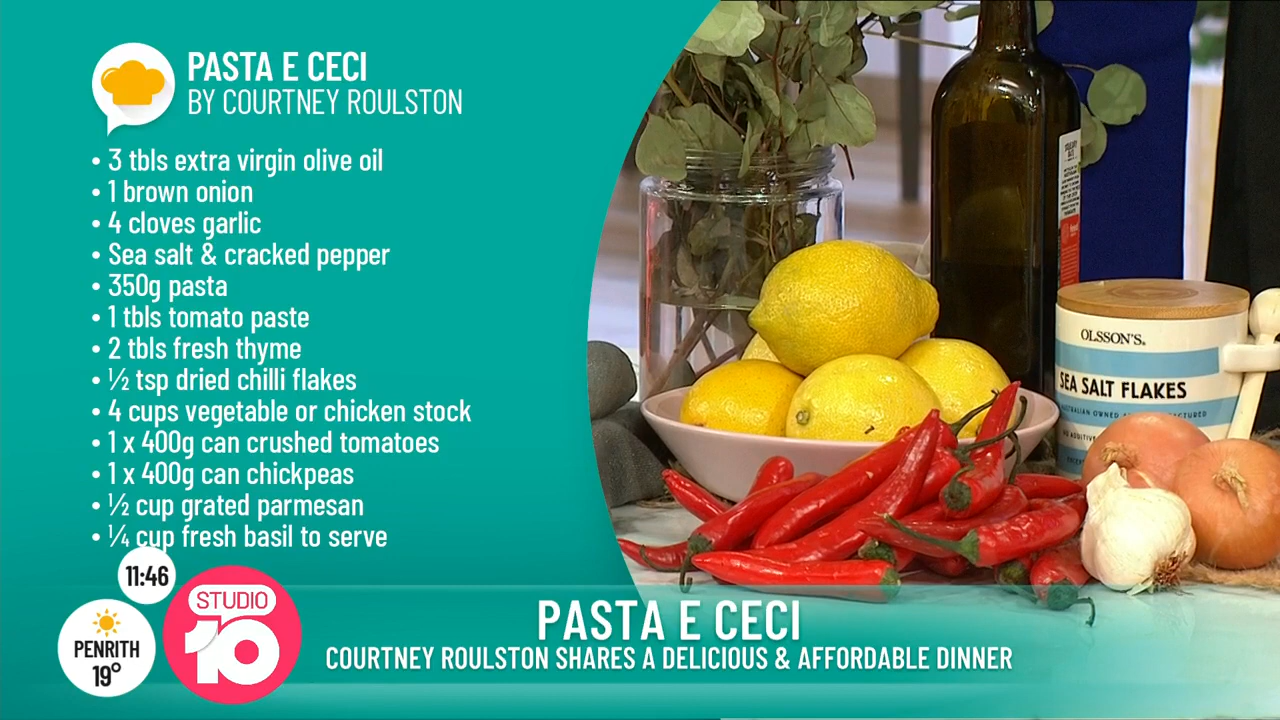 PASTA E CECI
BY COURTNEY ROULSTON
• 3 tbls extra virgin olive oil
• 1 brown onion
• 4 cloves garlic
• Sea salt & cracked pepper
• 350g pasta
• 1 tbls tomato paste
• 2 tbls fresh thyme
• ½ tsp dried chilli flakes
• 4 cups vegetable or chicken stock
• 1 x 400g can crushed tomatoes
• 1 x 400g can chickpeas
• ½ cup grated parmesan
• ¼ cup fresh basil to serve
OLSSON'S
SEA SALT FLAKES
AUSTRALIAN OWNED
11:46
PENRITH
19°
STUDIO
10
PASTA E CECI
COURTNEY ROULSTON SHARES A DELICIOUS & AFFORDABLE DINNER